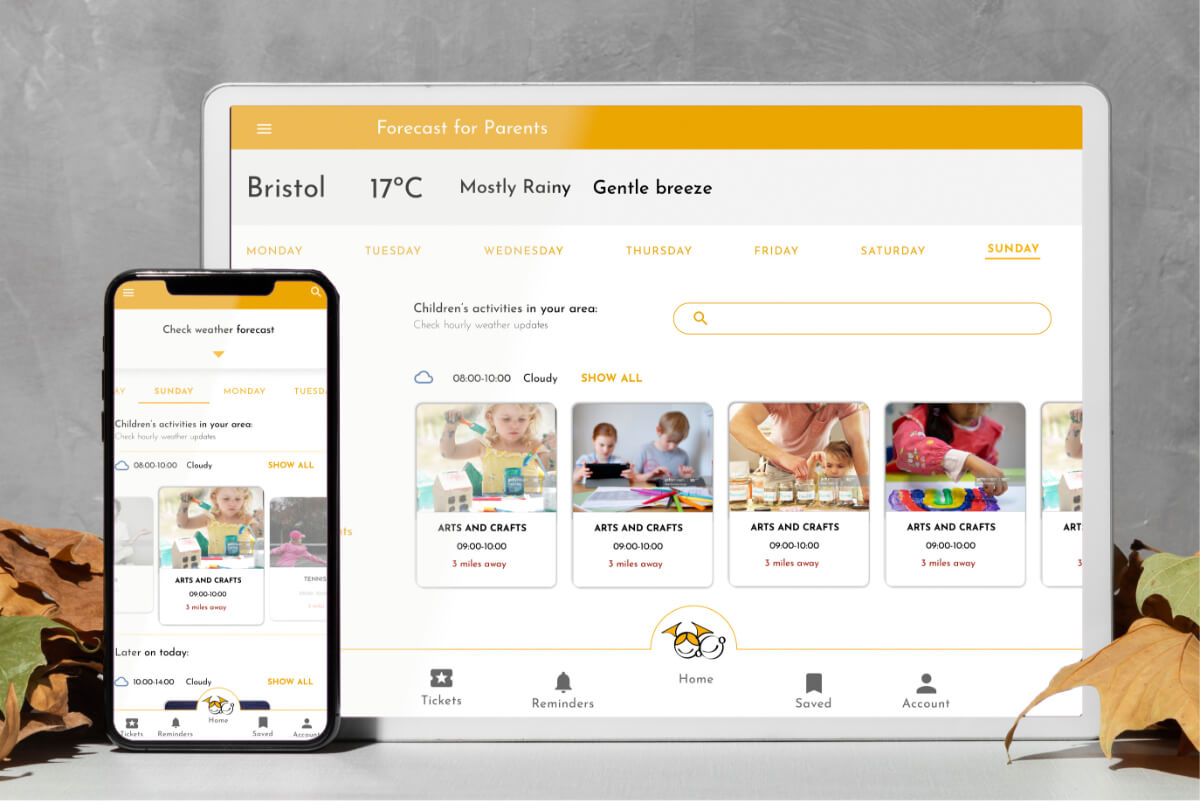 Forecast for Parents
Bristol 17°C Mostly Rainy Gentle breeze
MONDAY TUESDAY WEDNESDAY THURSDAY FRIDAY SATURDAY SUNDAY
Children's activities in your area:
Check hourly weather updates
08:00-10:00 Cloudy SHOW ALL
ARTS AND CRAFTS
09:00-10:00
3 miles away
ARTS AND CRAFTS
09:00-10:00
3 miles away
ARTS AND CRAFTS
09:00-10:00
3 miles away
ARTS AND CRAFTS
09:00-10:00
3 miles away
ART
3
ets
Tickets Reminders Home Saved Account
Check weather forecast
AY SUNDAY MONDAY TUESD
Children's activities in your area:
Check hourly weather updates
08:00-10:00 Cloudy SHOW ALL
ARTS AND CRAFTS
09:00-10:00
3 miles away
TENNIS
Later on today:
10:00-14:00 Cloudy SHOW ALL
Tickets Reminders Home Saved Account